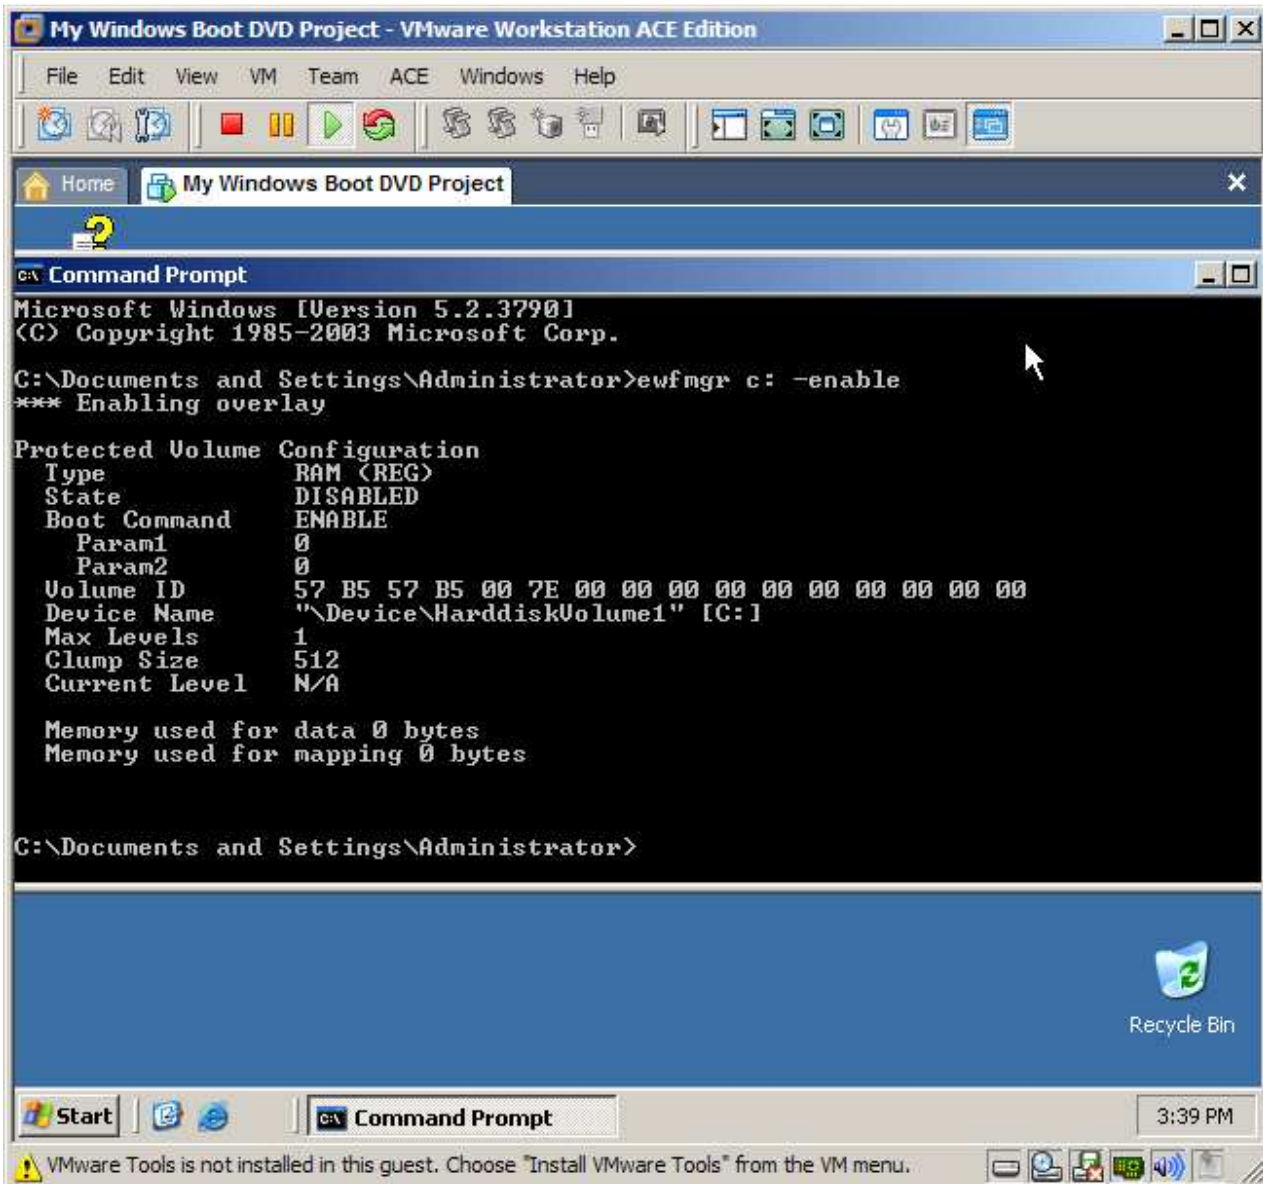 My Windows Boot DVD Project - VMware Workstation ACE Edition
File Edit View VM Team ACE Windows Help
Home My Windows Boot DVD Project
Command Prompt
Microsoft Windows [Version 5.2.3790]
(C) Copyright 1985-2003 Microsoft Corp.
C:\Documents and Settings\Administrator>ewfmgr c: -enable
*** Enabling overlay
Protected Volume Configuration
Type RAM (REG)
State DISABLED
Boot Command ENABLE
Param1 0
Param2 0
Volume ID 57 B5 57 B5 00 7E 00 00 00 00 00 00 00 00 00 00
Device Name "\Device\HarddiskVolume1" [C:]
Max Levels 1
Clump Size 512
Current Level N/A
Memory used for data 0 bytes
Memory used for mapping 0 bytes
C:\Documents and Settings\Administrator>
Recycle Bin
Start Command Prompt 3:39 PM
VMware Tools is not installed in this guest. Choose "Install VMware Tools" from the VM menu.